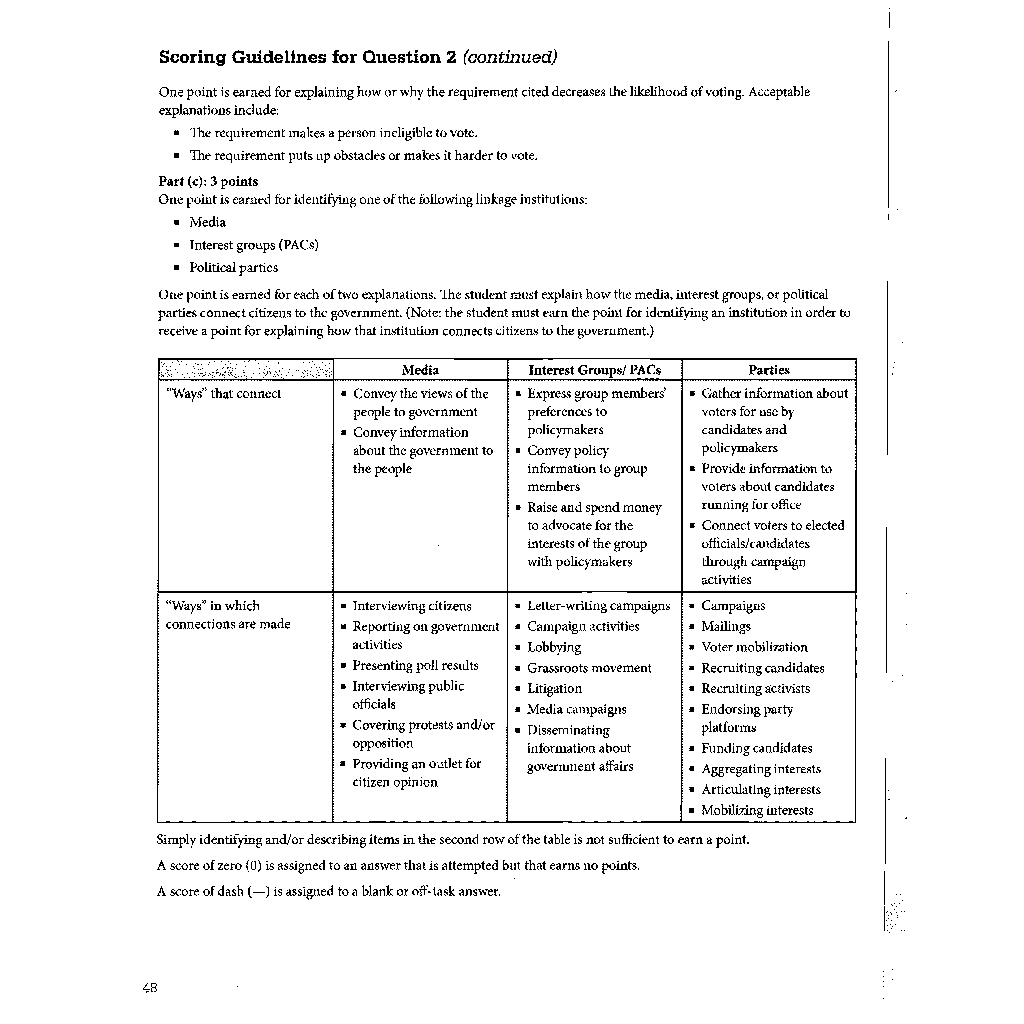 Scoring Guidelines for Question 2 (continued)
One point is earned for explaining how or why the requirement cited decreases the likelihood of voting. Acceptable
explanations include:
▪ The requirement makes a person ineligible to vote.
▪ The requirement puts up obstacles or makes it harder to vote.
Part (c): 3 points
One point is earned for identifying one of the following linkage institutions:
▪ Media
▪ Interest groups (PACs)
▪ Political parties
One point is earned for each of two explanations. The student must explain how the media, interest groups, or political
parties connect citizens to the government. (Note: the student must earn the point for identifying an institution in order to
receive a point for explaining how that institution connects citizens to the government.)
Media
Interest Groups/ PACs
Parties
"Ways" that connect
▪ Convey the views of the
people to government
▪ Convey information
about the government to
the people
▪ Express group members'
preferences to
policymakers
▪ Convey policy
information to group
members
▪ Raise and spend money
to advocate for the
interests of the group
with policymakers
▪ Gather information about
voters for use by
candidates and
policymakers
▪ Provide information to
voters about candidates
running for office
▪ Connect voters to elected
officials/candidates
through campaign
activities
"Ways" in which
connections are made
▪ Interviewing citizens
▪ Reporting on government
activities
▪ Presenting poll results
▪ Interviewing public
officials
▪ Covering protests and/or
opposition
▪ Providing an outlet for
citizen opinion
▪ Letter-writing campaigns
▪ Campaign activities
▪ Lobbying
▪ Grassroots movement
▪ Litigation
▪ Media campaigns
▪ Disseminating
information about
government affairs
▪ Campaigns
▪ Mailings
▪ Voter mobilization
▪ Recruiting candidates
▪ Recruiting activists
▪ Endorsing party
platforms
▪ Funding candidates
▪ Aggregating interests
▪ Articulating interests
▪ Mobilizing interests
Simply identifying and/or describing items in the second row of the table is not sufficient to earn a point.
A score of zero (0) is assigned to an answer that is attempted but that earns no points.
A score of dash (—) is assigned to a blank or off-task answer.
48